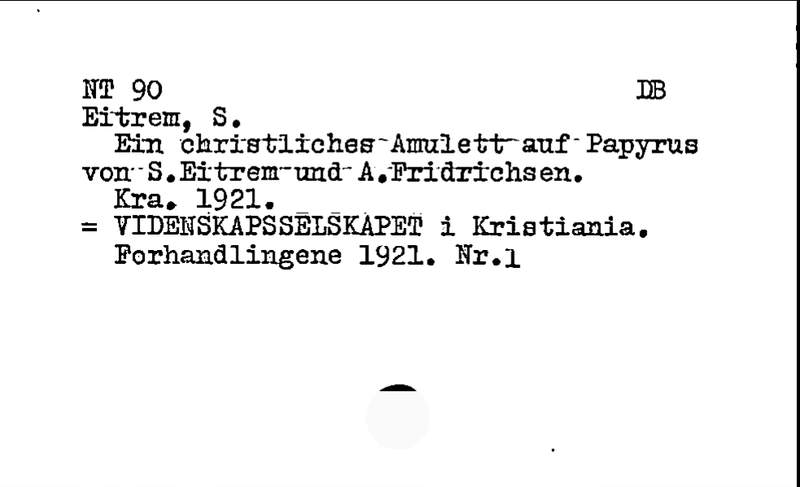 NT 90 DB
Eitrem, S.
Ein christliches Amulett auf Papyrus
von S.Eitrem und A.Fridrichsen.
Kra. 1921.
= VIDENSKAPSSELSKAPET i Kristiania.
Forhandlingene 1921. Nr.1